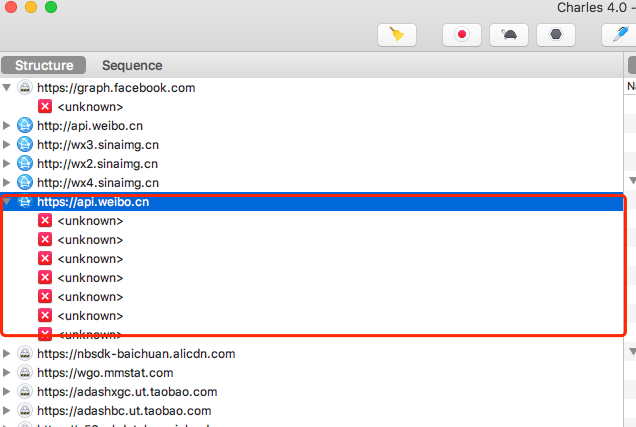 Charles 4.0 -
Structure Sequence
https://graph.facebook.com
<unknown>
http://api.weibo.cn
http://wx3.sinaimg.cn
http://wx2.sinaimg.cn
http://wx4.sinaimg.cn
https://api.weibo.cn
<unknown>
<unknown>
<unknown>
<unknown>
<unknown>
<unknown>
<unknown>
https://nbsdk-baichuan.alicdn.com
https://wgo.mmstat.com
https://adashxgc.ut.taobao.com
https://adashbc.ut.taobao.com